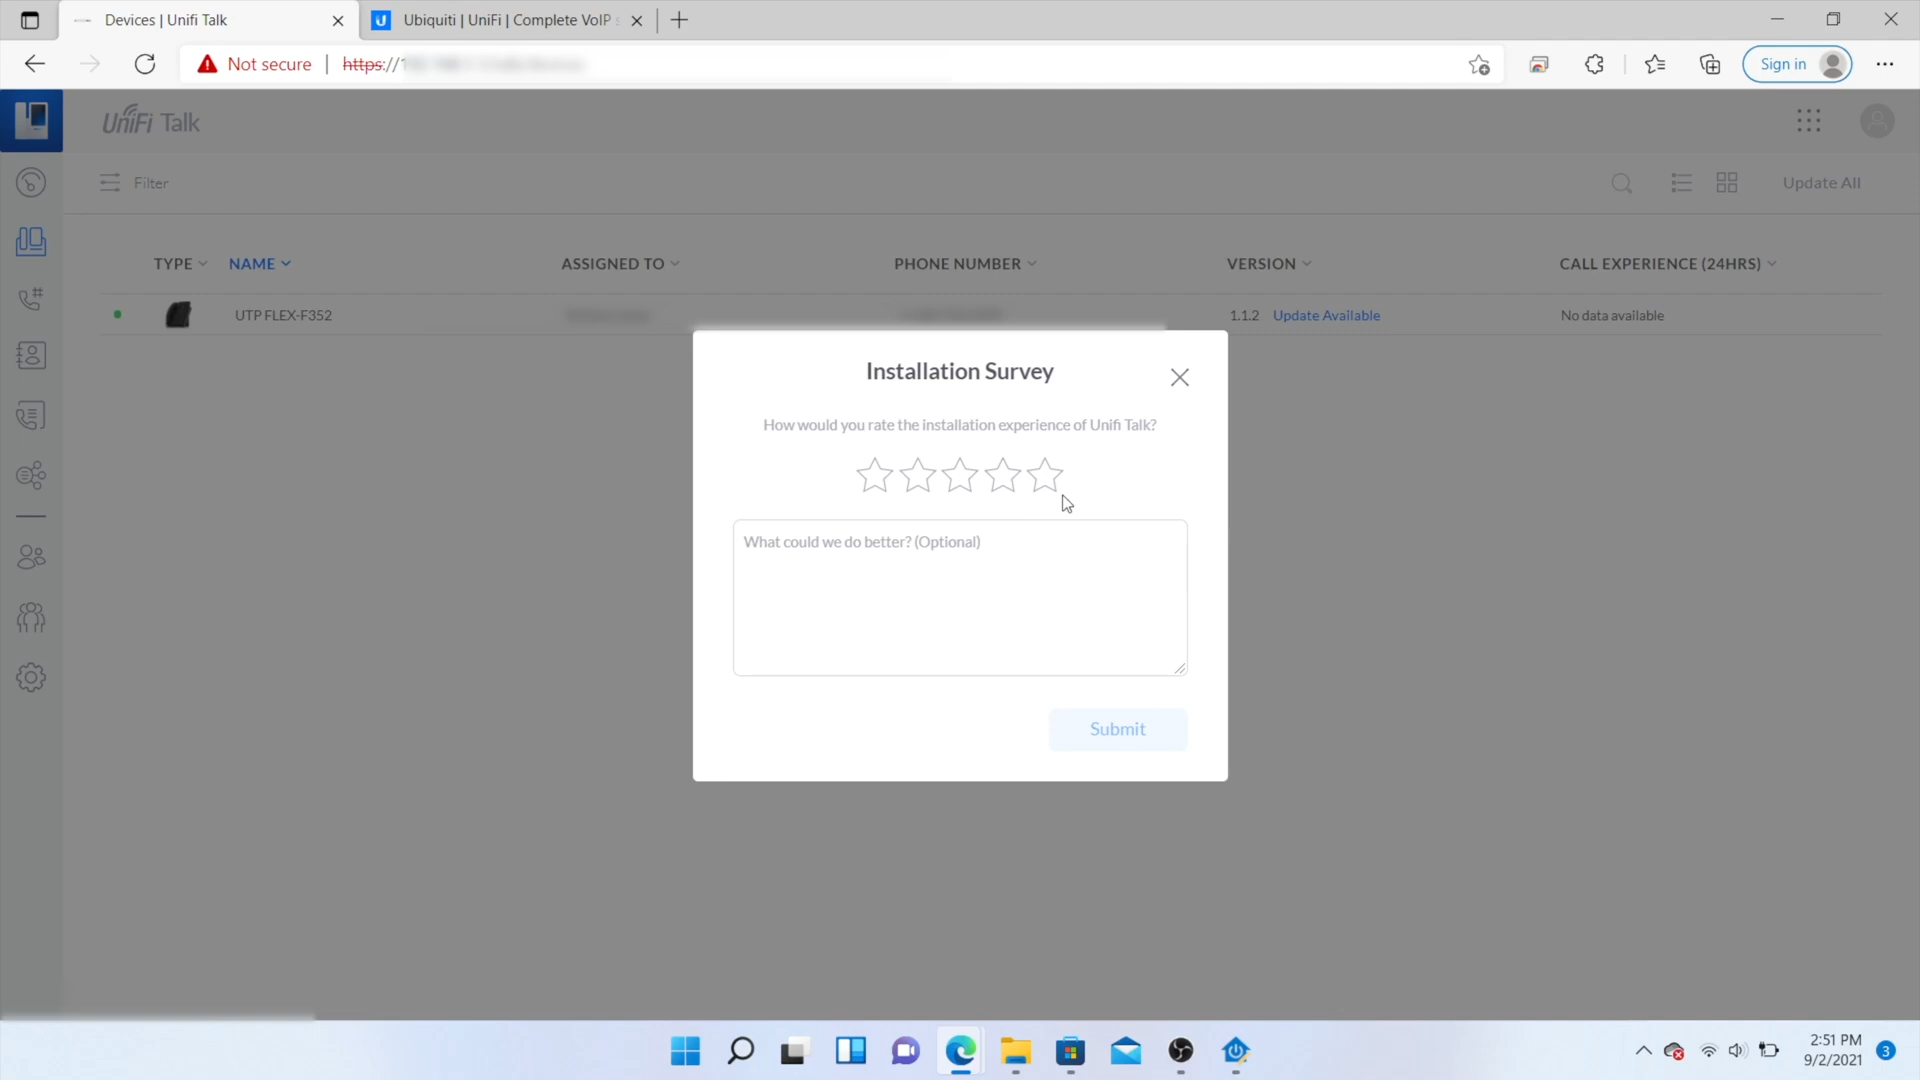 Devices | Unifi Talk
Ubiquiti | UniFi | Complete VoIP
Not secure
https://
Sign in
UniFi Talk
Filter
Update All
TYPE
NAME
ASSIGNED TO
PHONE NUMBER
VERSION
CALL EXPERIENCE (24HRS)
UTP FLEX-F352
1.1.2 Update Available
No data available
Installation Survey
How would you rate the installation experience of Unifi Talk?
What could we do better? (Optional)
Submit
2:51 PM
9/2/2021
3